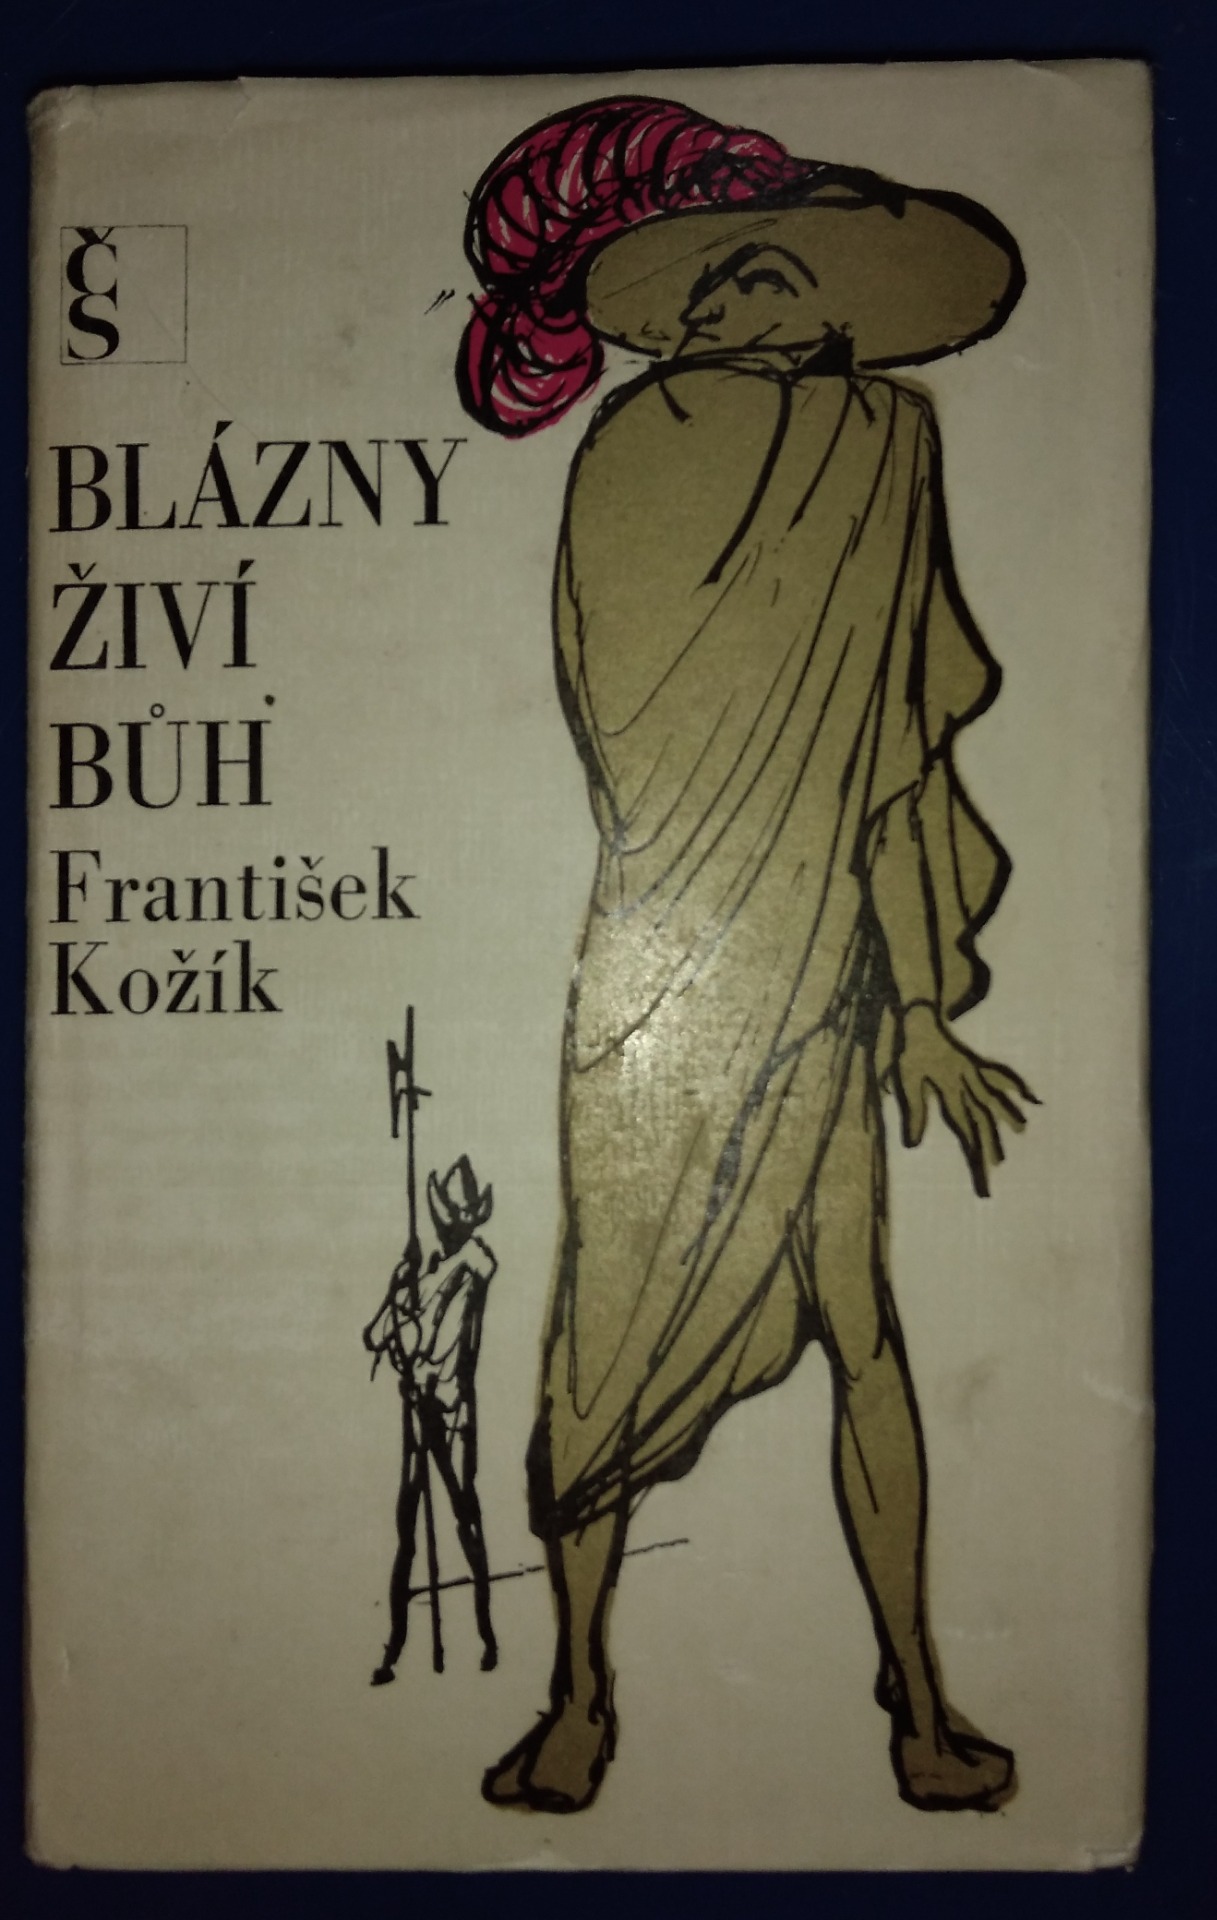 Č
S
BLÁZNY
ŽIVÍ
BŮH
František
Kožík